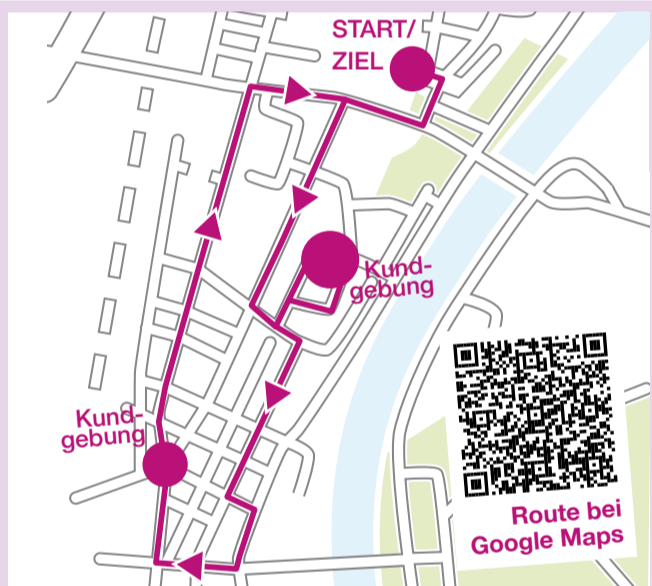 START/
ZIEL
Kund-
gebung
Kund-
gebung
Route bei
Google Maps